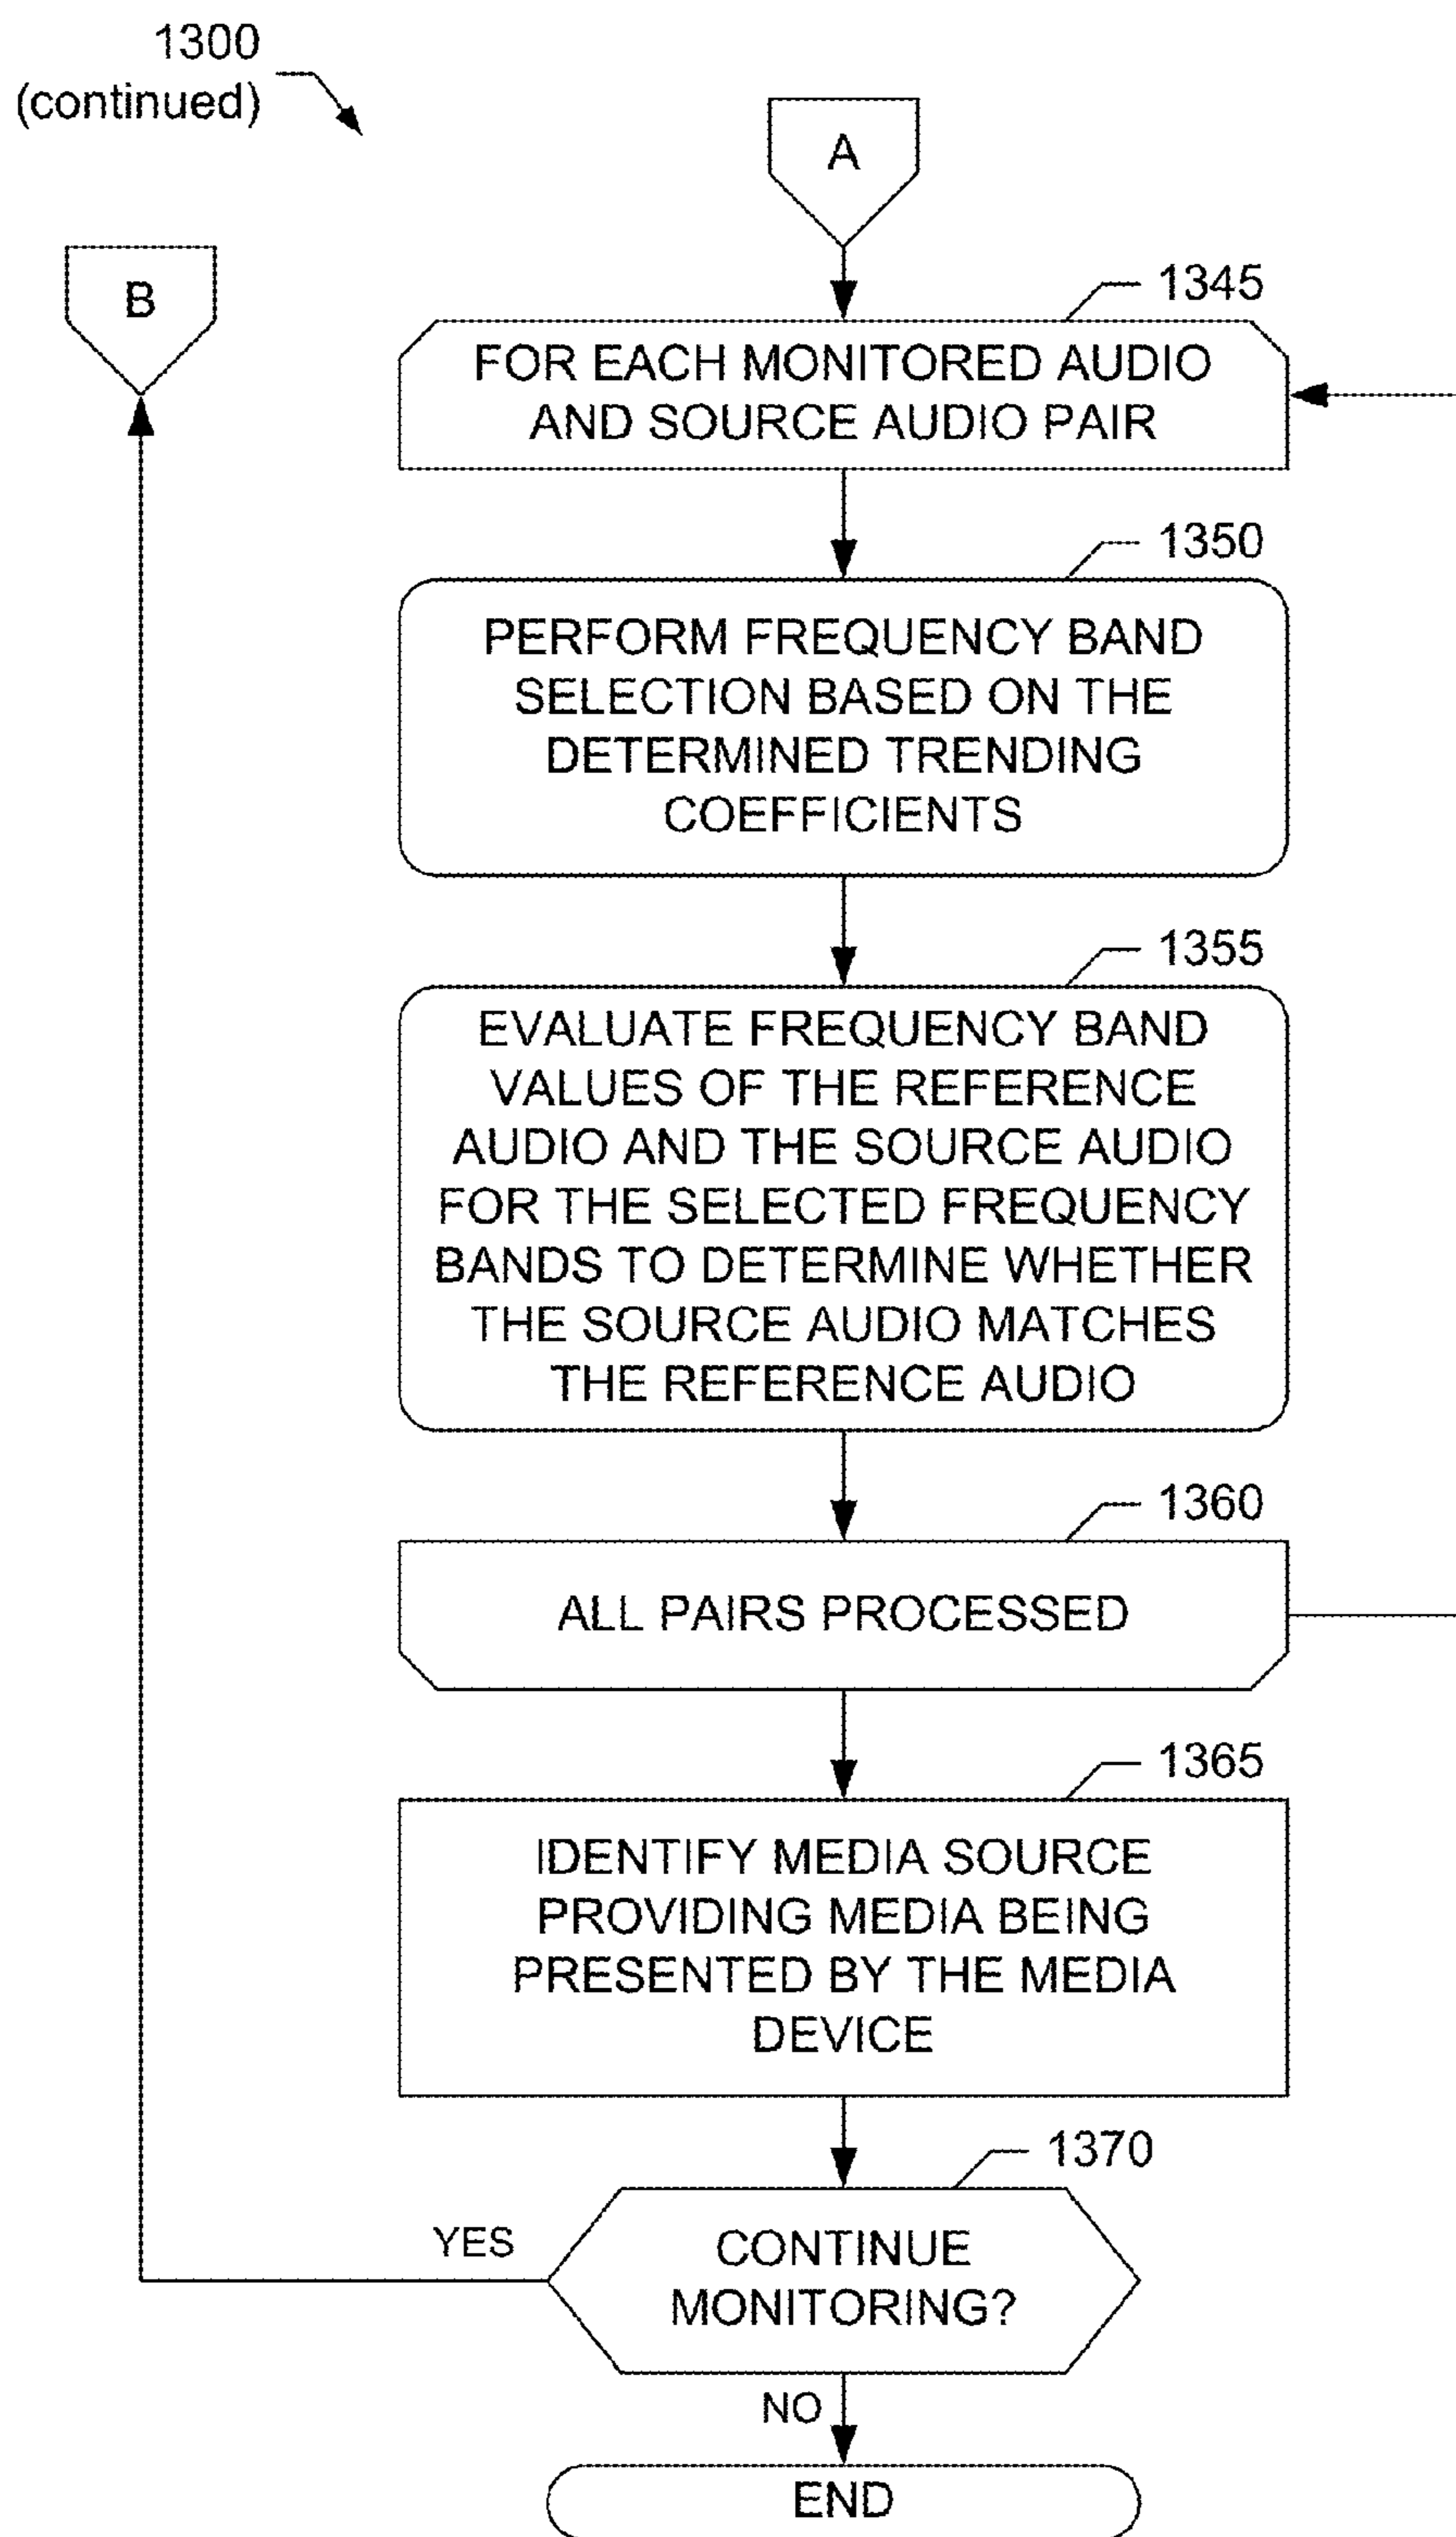 1300
(continued)
A
B
1345
FOR EACH MONITORED AUDIO
AND SOURCE AUDIO PAIR
1350
PERFORM FREQUENCY BAND
SELECTION BASED ON THE
DETERMINED TRENDING
COEFFICIENTS
1355
EVALUATE FREQUENCY BAND
VALUES OF THE REFERENCE
AUDIO AND THE SOURCE AUDIO
FOR THE SELECTED FREQUENCY
BANDS TO DETERMINE WHETHER
THE SOURCE AUDIO MATCHES
THE REFERENCE AUDIO
1360
ALL PAIRS PROCESSED
1365
IDENTIFY MEDIA SOURCE
PROVIDING MEDIA BEING
PRESENTED BY THE MEDIA
DEVICE
1370
YES
CONTINUE
MONITORING?
NO
END